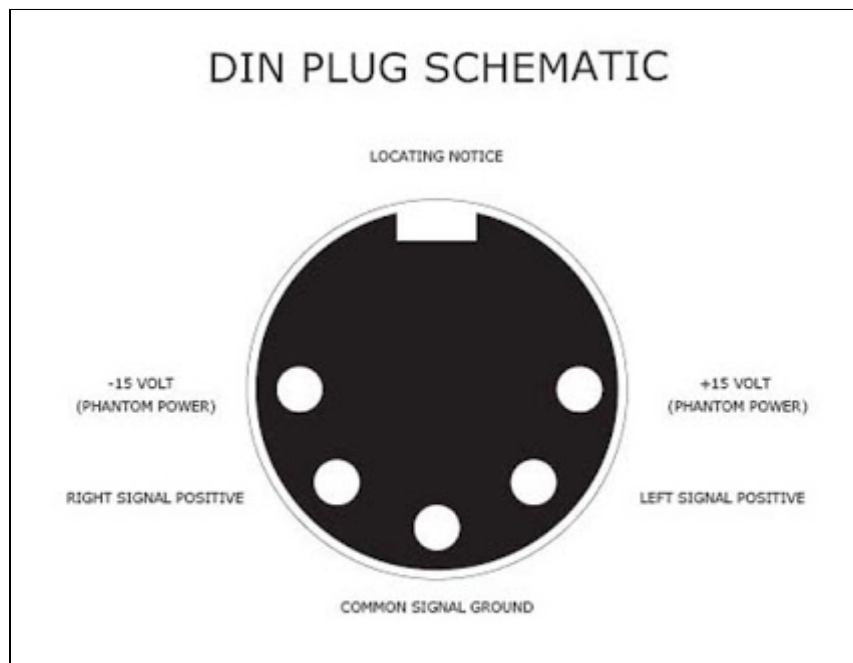 DIN PLUG SCHEMATIC
LOCATING NOTICE
-15 VOLT
(PHANTOM POWER)
+15 VOLT
(PHANTOM POWER)
RIGHT SIGNAL POSITIVE
LEFT SIGNAL POSITIVE
COMMON SIGNAL GROUND